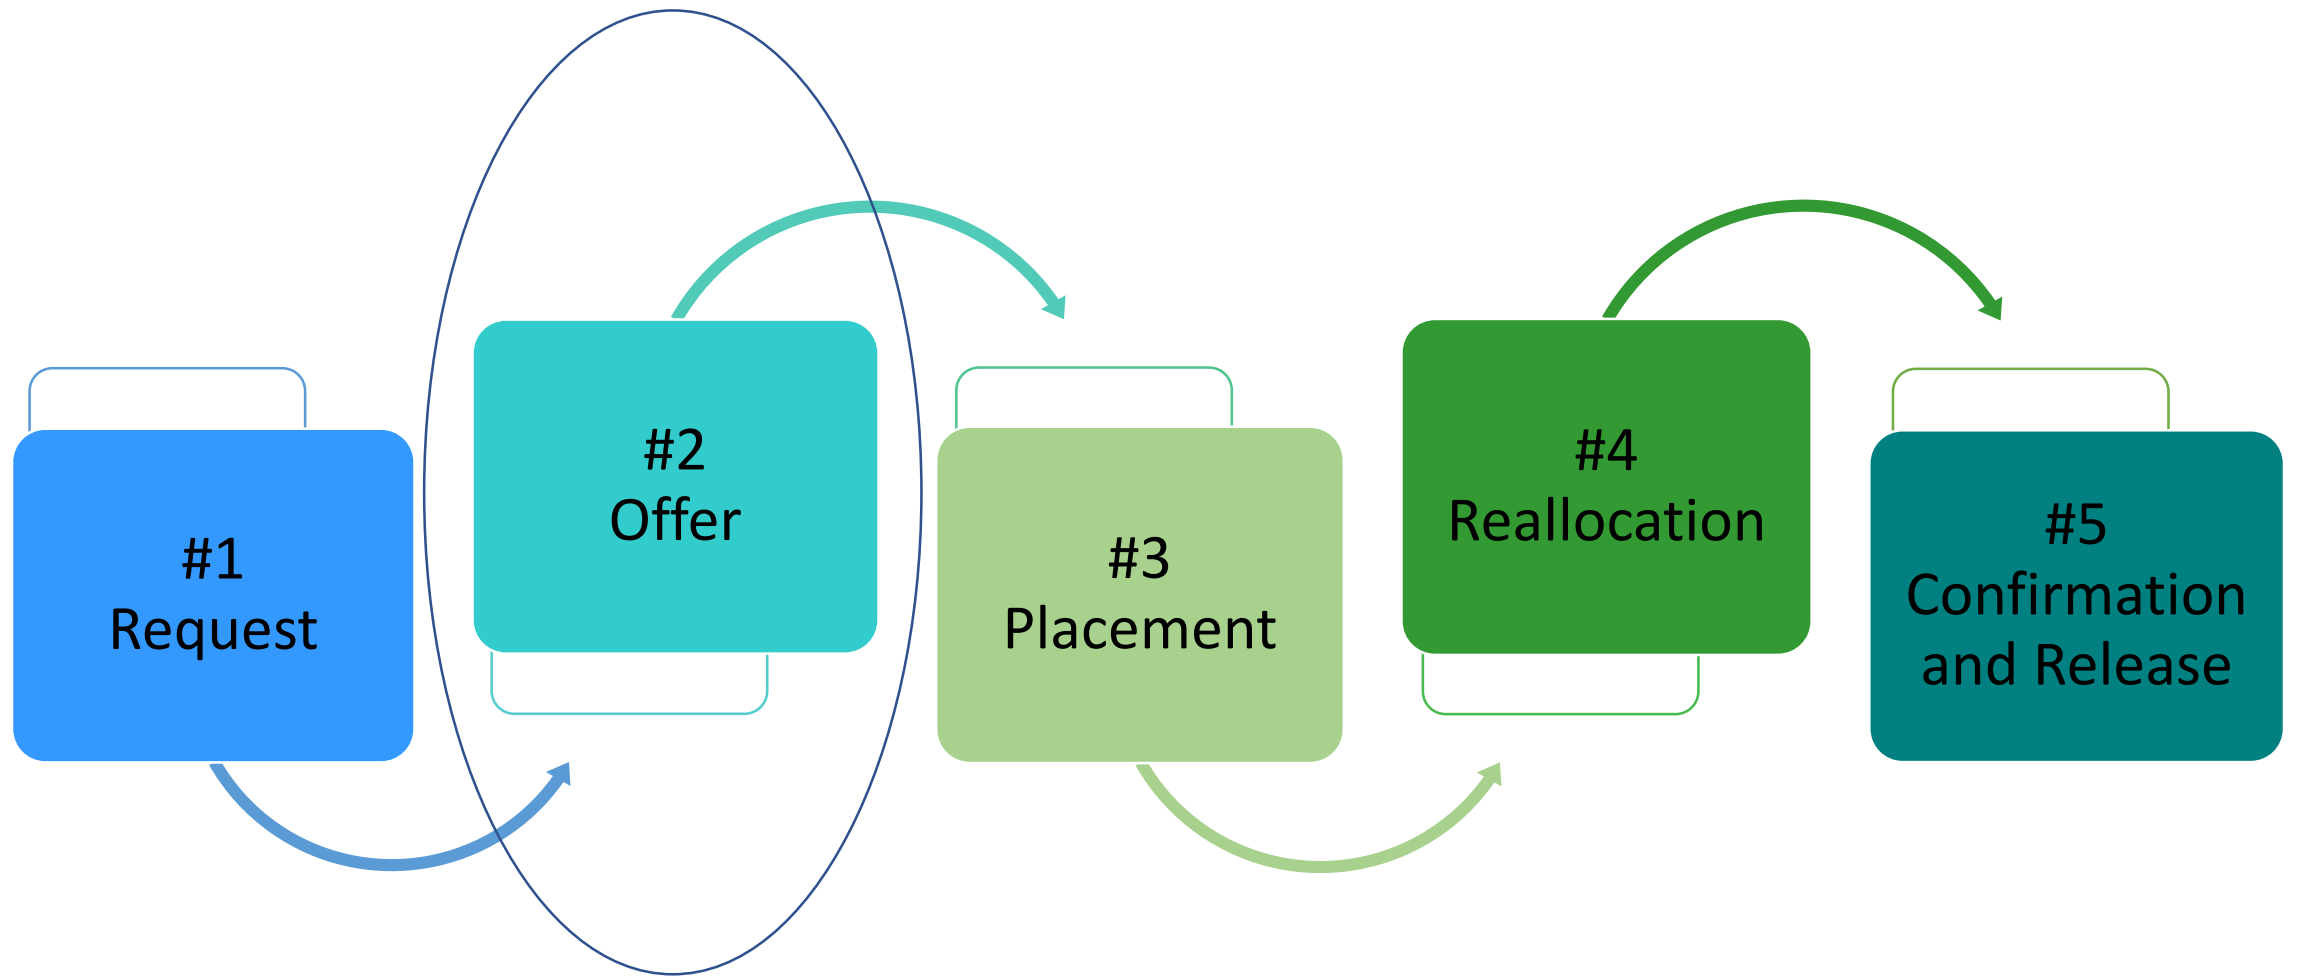 #1
Request
#2
Offer
#3
Placement
#4
Reallocation
#5
Confirmation
and Release